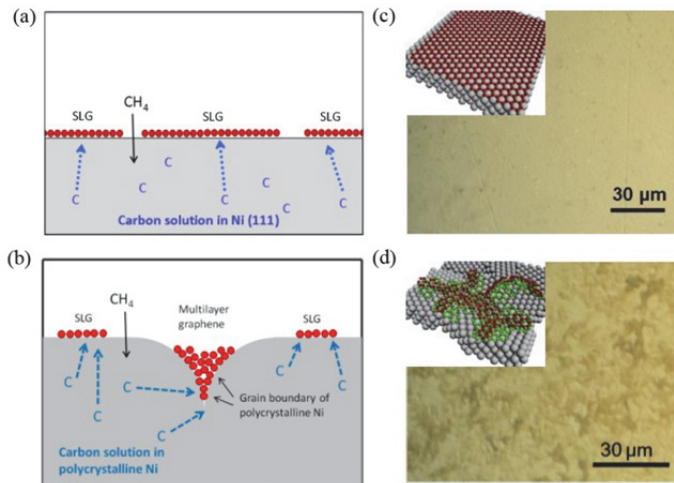 (a)
SLG
CH4
SLG
SLG
C
C
C
C
C
C
C
Carbon solution in Ni (111)
(b)
CH4
SLG
Multilayer
graphene
SLG
C
C
C
C
C
Grain boundary of
polycrystalline Ni
Carbon solution in
polycrystalline Ni
(c)
30 µm
(d)
30 µm